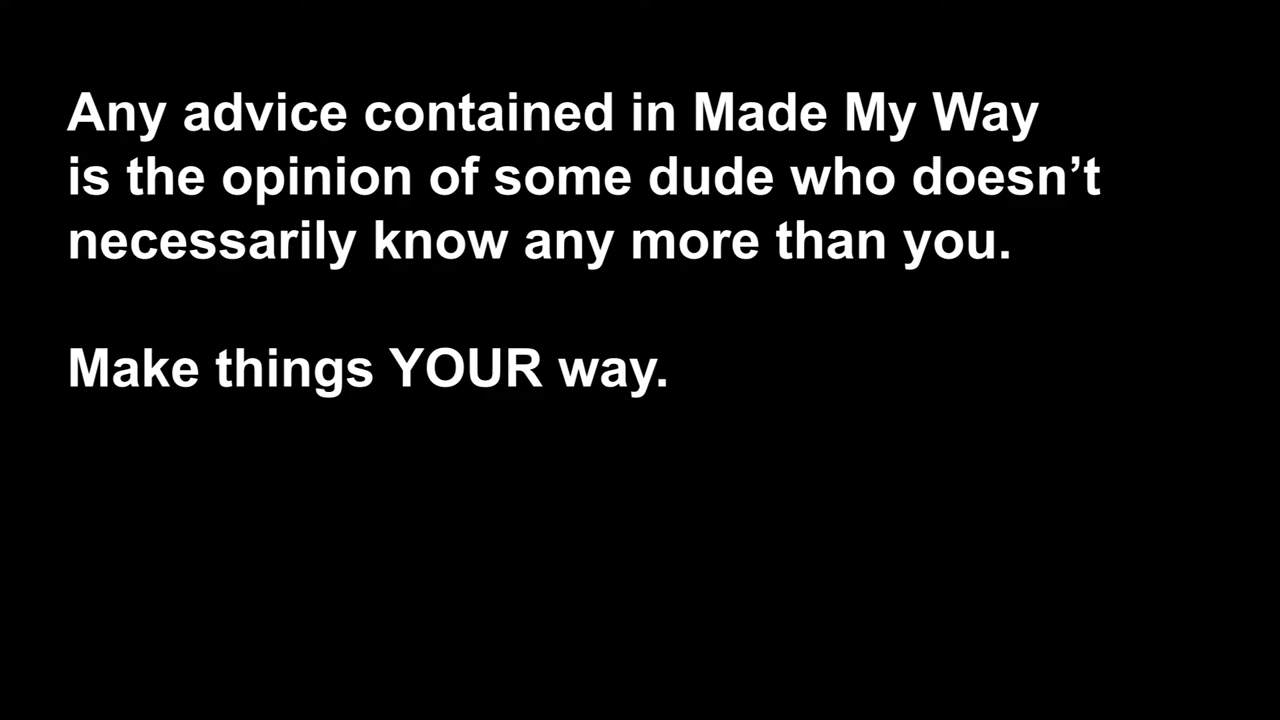 Any advice contained in Made My Way
is the opinion of some dude who doesn’t
necessarily know any more than you.
Make things YOUR way.